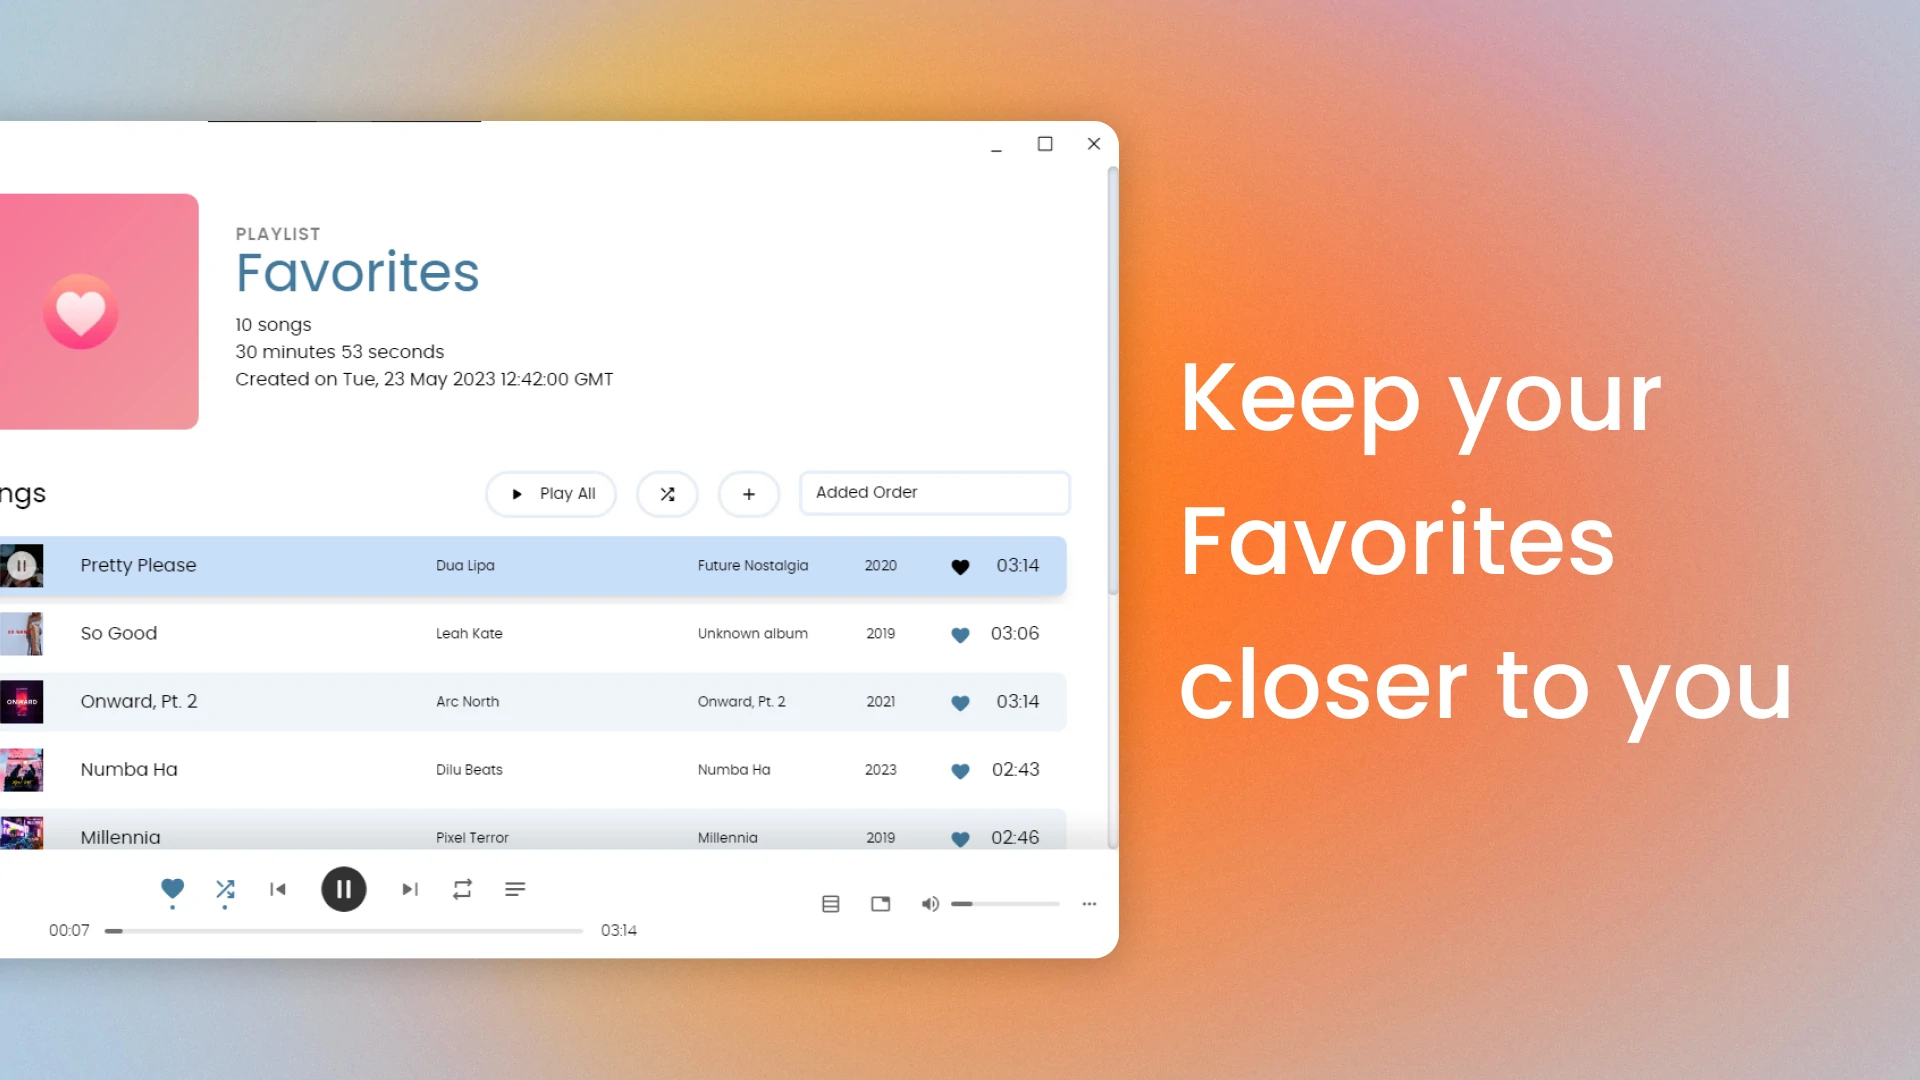 PLAYLIST
Favorites
10 songs
30 minutes 53 seconds
Created on Tue, 23 May 2023 12:42:00 GMT
ngs
Play All
Added Order
Pretty Please Dua Lipa Future Nostalgia 2020 03:14
So Good Leah Kate Unknown album 2019 03:06
ONWARD
Onward, Pt. 2 Arc North Onward, Pt. 2 2021 03:14
Numba Ha Dilu Beats Numba Ha 2023 02:43
Millennia Pixel Terror Millennia 2019 02:46
00:07 03:14
Keep your
Favorites
closer to you